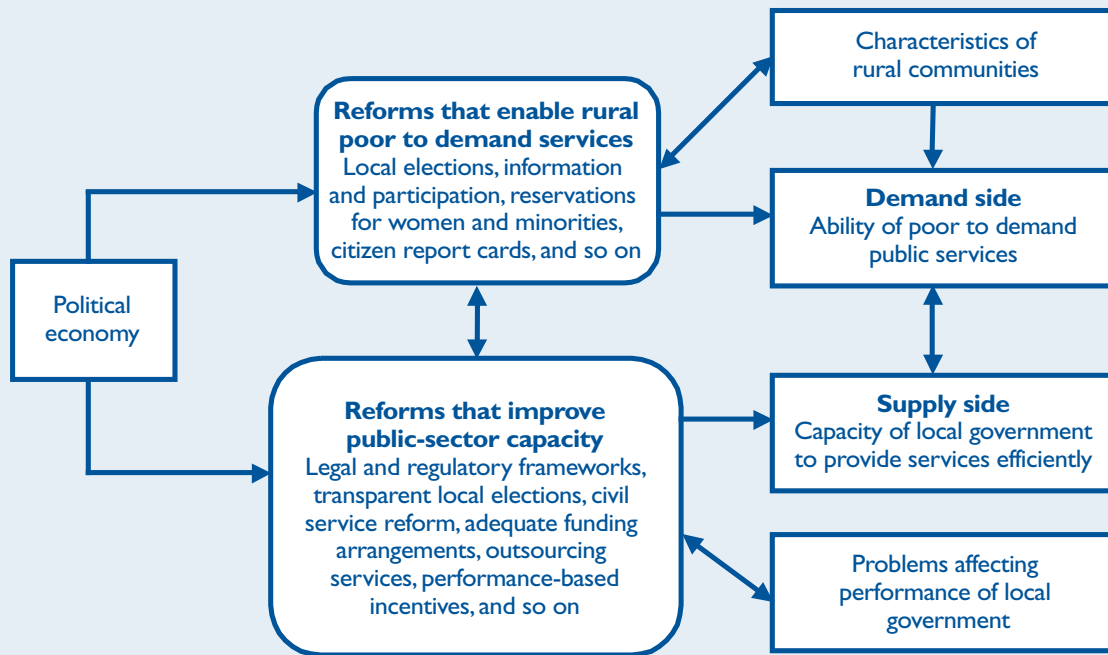 Political
economy
Reforms that enable rural
poor to demand services
Local elections, information
and participation, reservations
for women and minorities,
citizen report cards, and so on
Reforms that improve
public-sector capacity
Legal and regulatory frameworks,
transparent local elections, civil
service reform, adequate funding
arrangements, outsourcing
services, performance-based
incentives, and so on
Characteristics of
rural communities
Demand side
Ability of poor to demand
public services
Supply side
Capacity of local government
to provide services efficiently
Problems affecting
performance of local
government